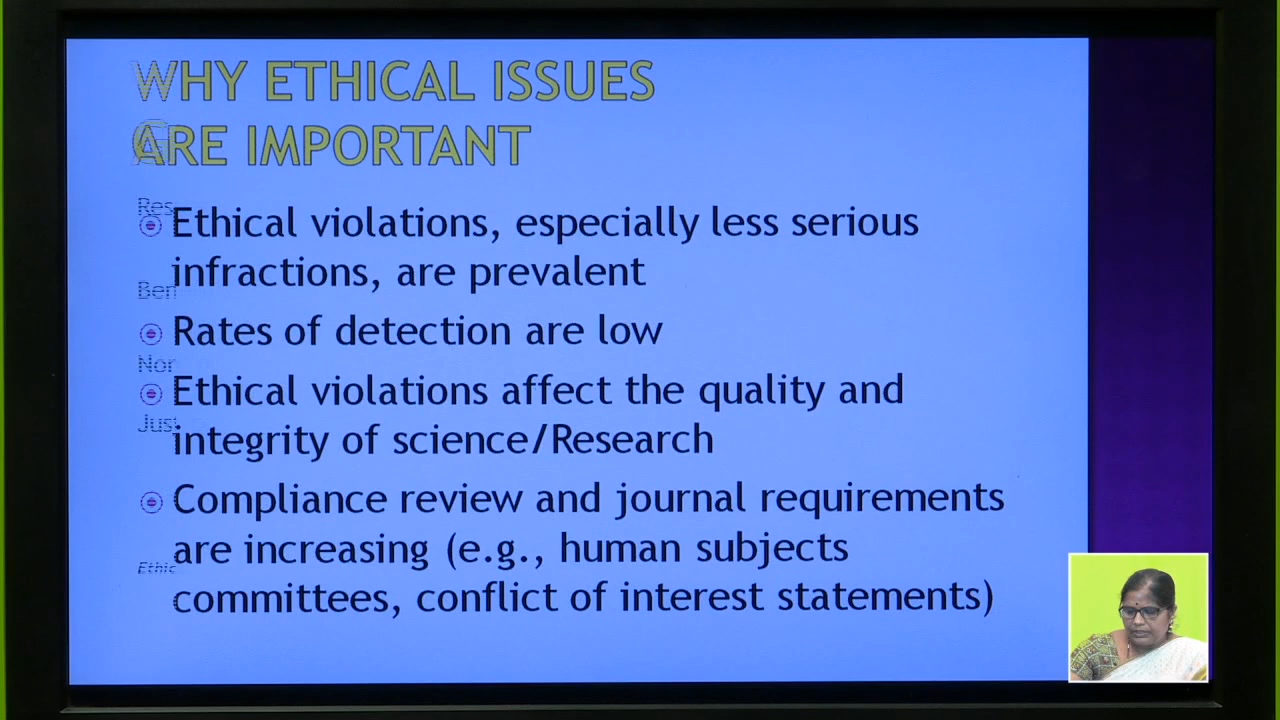 WHY ETHICAL ISSUES
ARE IMPORTANT
Ethical violations, especially less serious
infractions, are prevalent
Rates of detection are low
Ethical violations affect the quality and
integrity of science/Research
Compliance review and journal requirements
are increasing (e.g., human subjects
committees, conflict of interest statements)